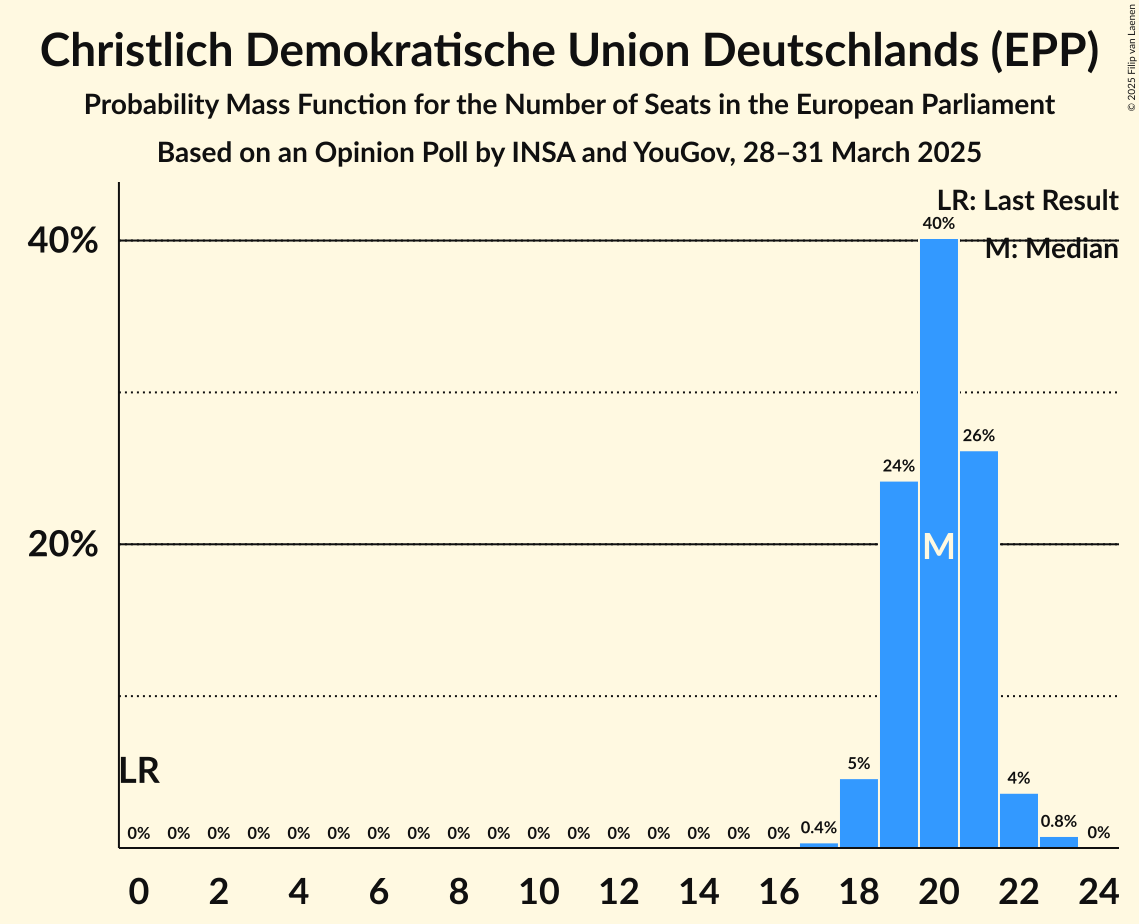 Christlich Demokratische Union Deutschlands (EPP)
Probability Mass Function for the Number of Seats in the European Parliament
Based on an Opinion Poll by INSA and YouGov, 28–31 March 2025
© 2025 Filip van Laenen
LR: Last Result
M: Median
40%
20%
40%
26%
24%
M
LR
5%
4%
0% 0% 0% 0% 0% 0% 0% 0% 0% 0% 0% 0% 0% 0% 0% 0% 0% 0.4% 0.8% 0%
0 2 4 6 8 10 12 14 16 18 20 22 24